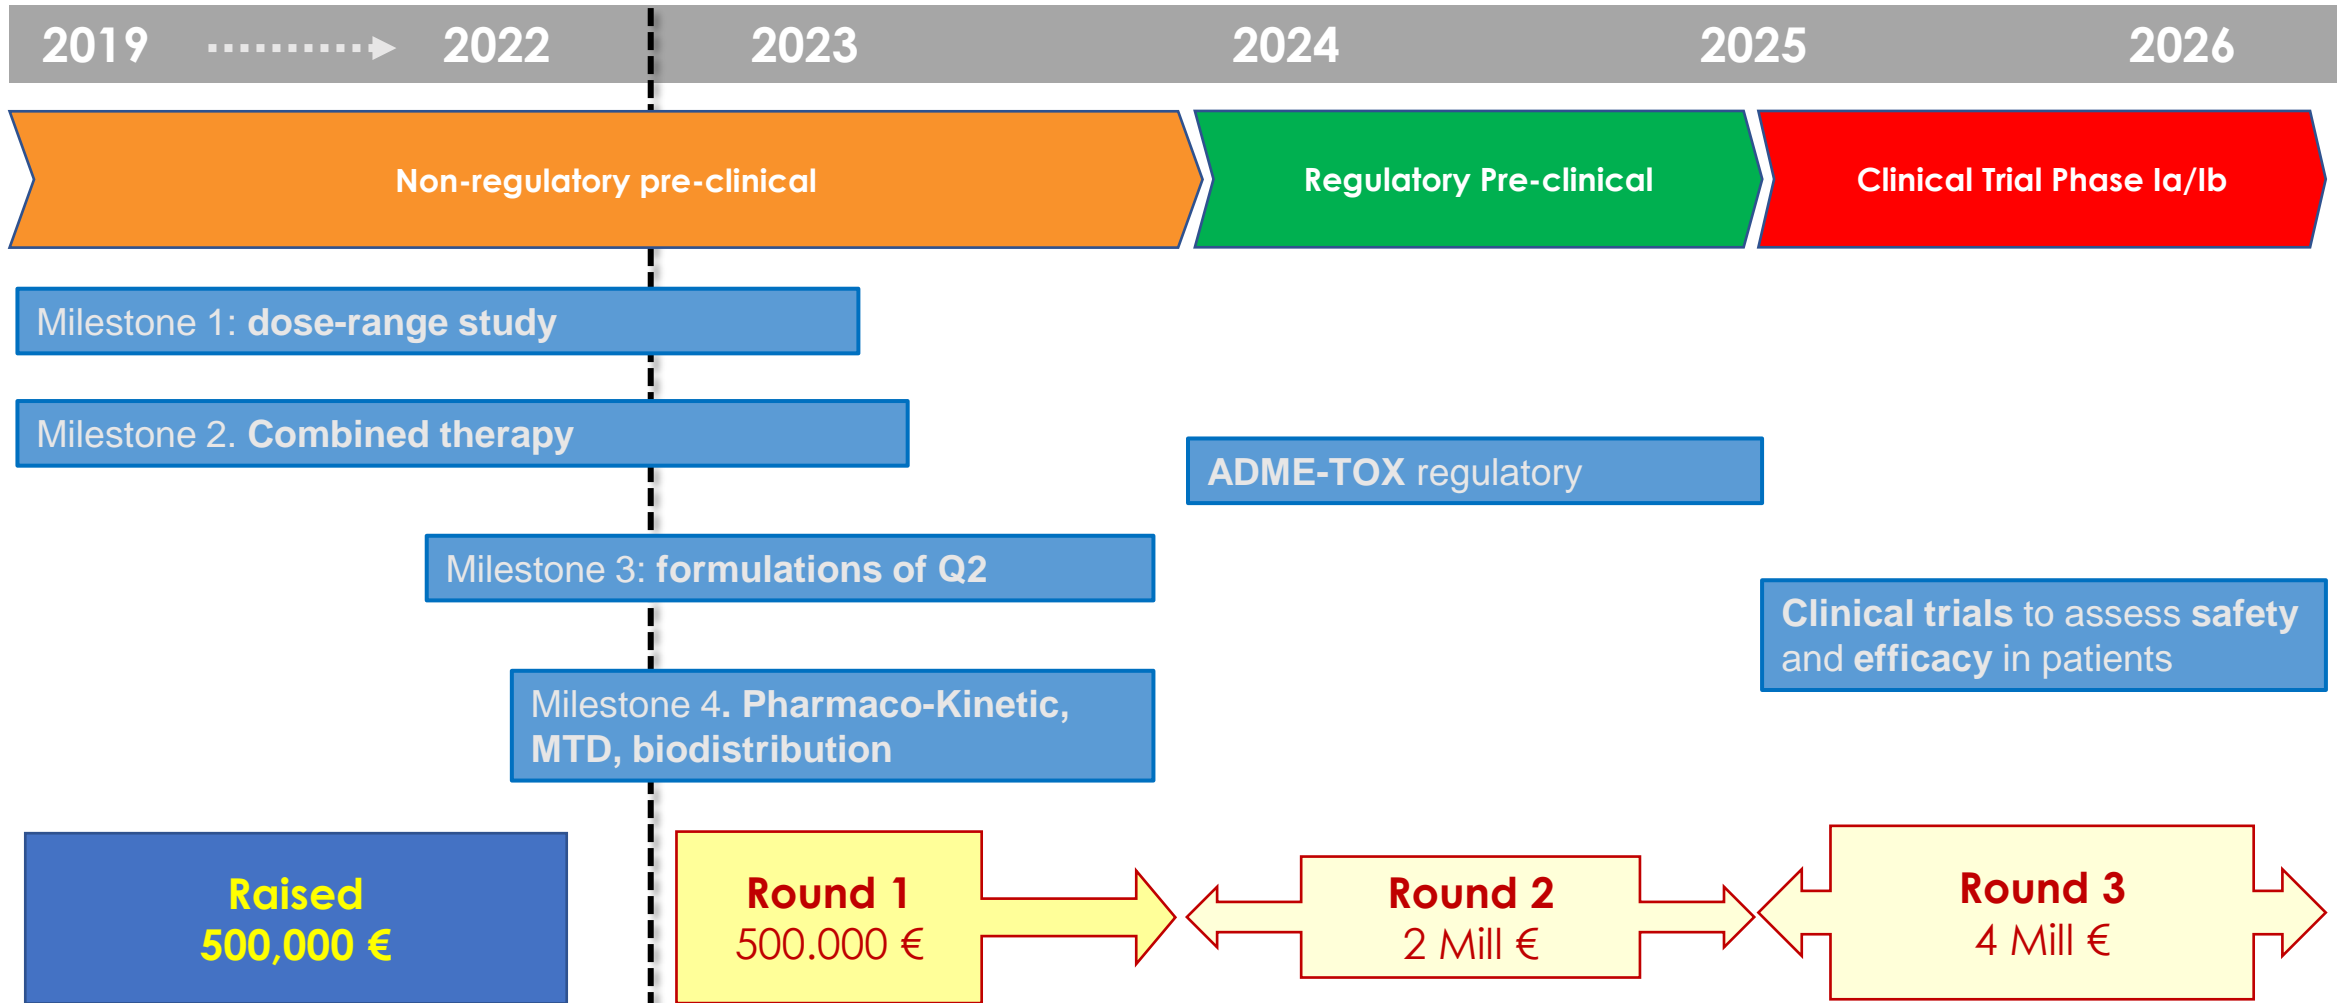 2019 2022 2023 2024 2025 2026
Non-regulatory pre-clinical
Regulatory Pre-clinical
Clinical Trial Phase Ia/Ib
Milestone 1: dose-range study
Milestone 2. Combined therapy
ADME-TOX regulatory
Milestone 3: formulations of Q2
Clinical trials to assess safety
and efficacy in patients
Milestone 4. Pharmaco-Kinetic,
MTD, biodistribution
Raised
500,000 €
Round 1
500.000 €
Round 2
2 Mill €
Round 3
4 Mill €